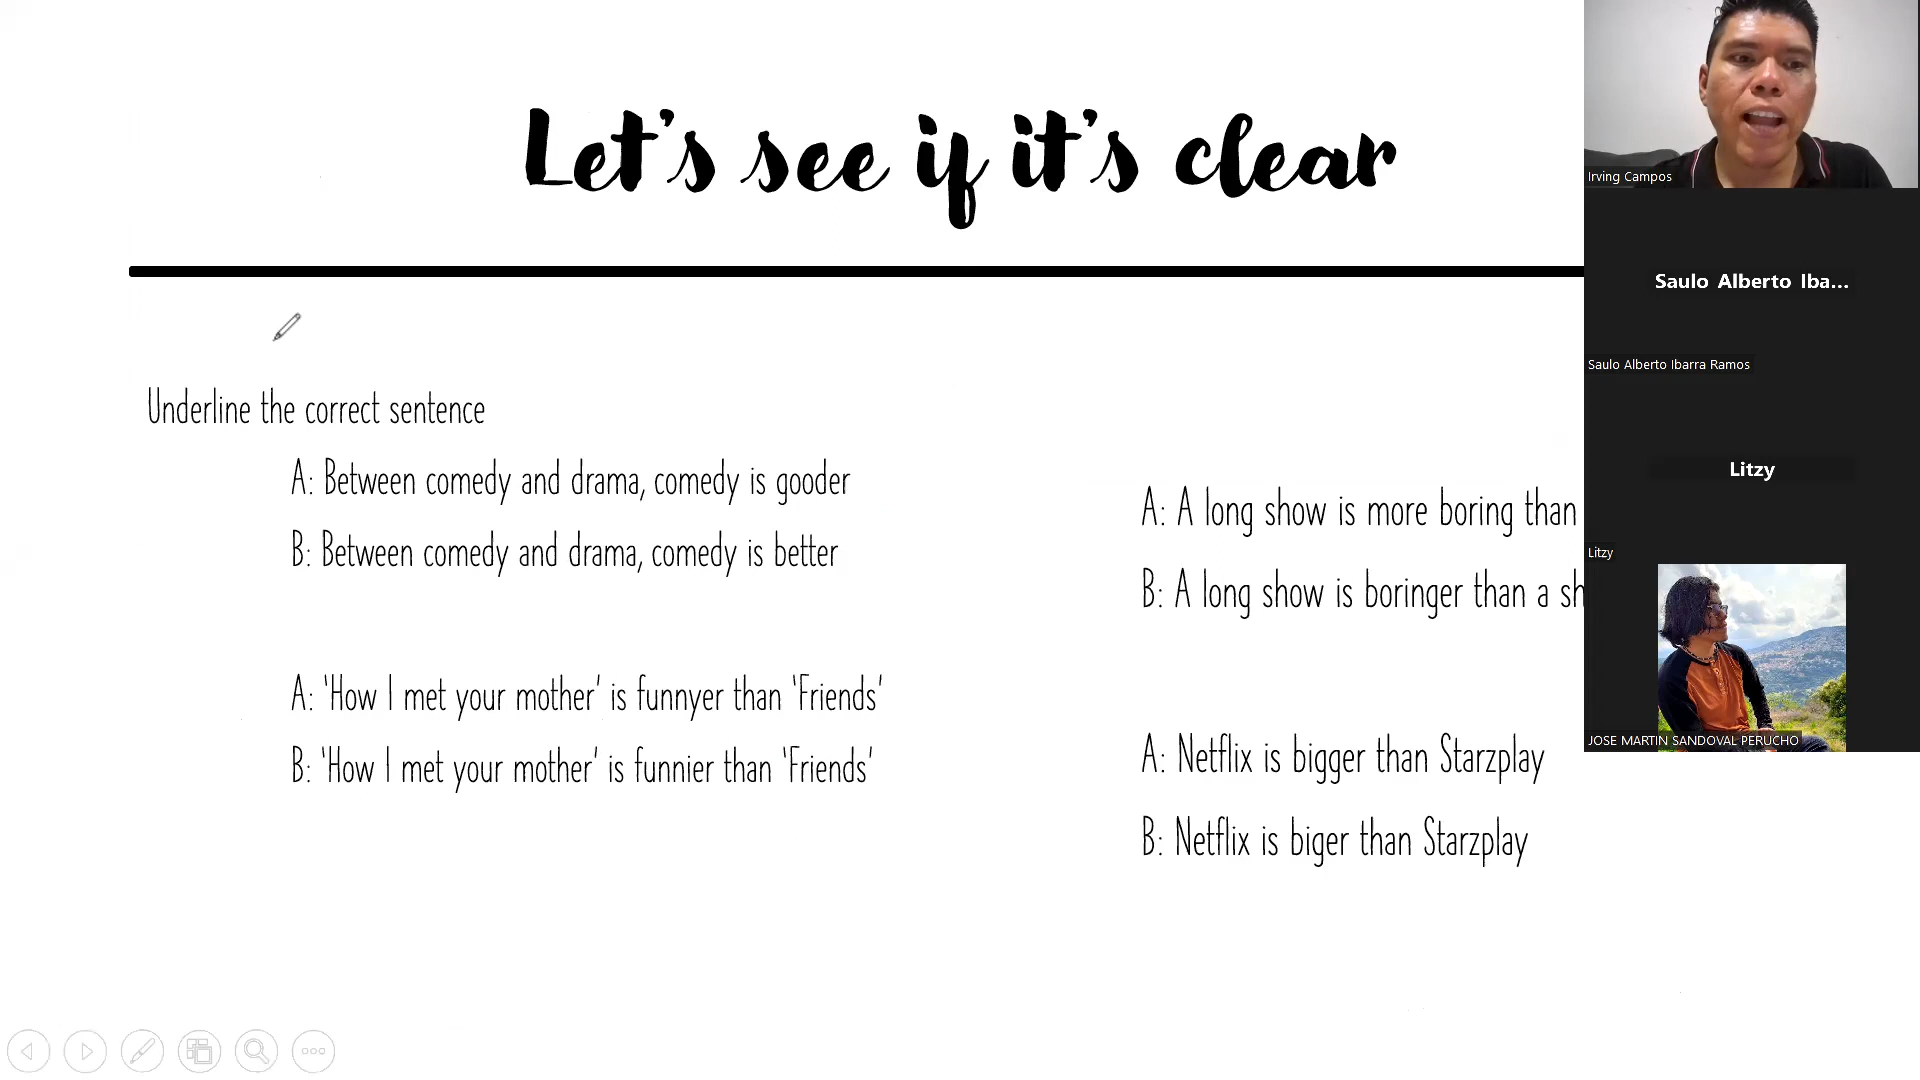 Let's see if it's clear
Underline the correct sentence
A: Between comedy and drama, comedy is gooder
B: Between comedy and drama, comedy is better
A: 'How I met your mother' is funnyer than 'Friends'
B: 'How I met your mother' is funnier than 'Friends'
A: A long show is more boring than
B: A long show is boringer than a sh
A: Netflix is bigger than Starzplay
B: Netflix is biger than Starzplay
Irving Campos
Saulo Alberto Iba...
Saulo Alberto Ibarra Ramos
Litzy
Litzy
JOSE MARTIN SANDOVAL PERUCHO